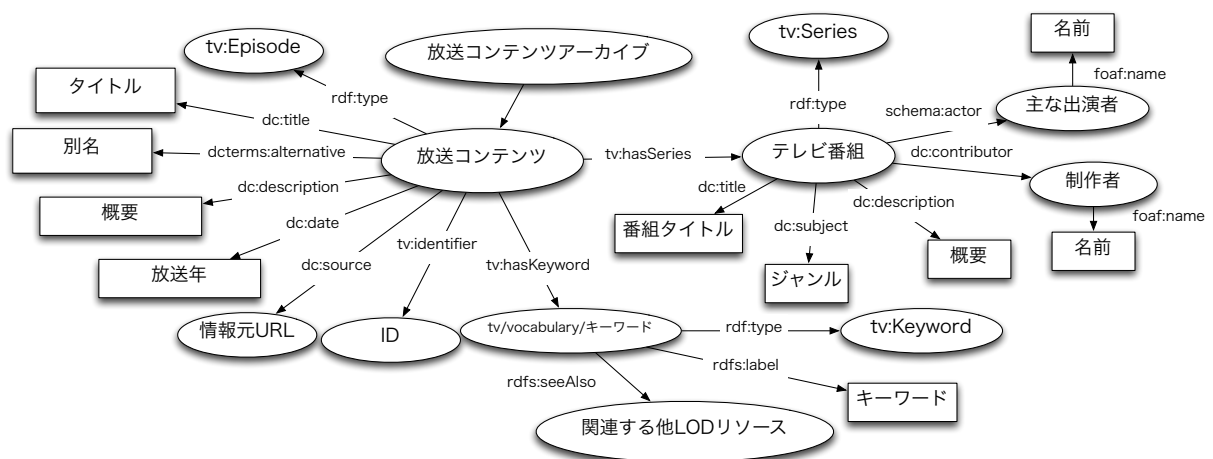 tv:Episode
放送コンテンツアーカイブ
tv:Series
名前
タイトル
rdf:type
foaf:name
rdf:type
主な出演者
dc:title
schema:actor
別名
dcterms:alternative
放送コンテンツ
tv:hasSeries
テレビ番組
dc:contributor
dc:description
dc:title
dc:description
制作者
概要
dc:date
tv:identifier
番組タイトル
dc:subject
foaf:name
概要
名前
放送年
dc:source
tv:hasKeyword
ジャンル
情報元URL
ID
tv/vocabulary/キーワード
rdf:type
tv:Keyword
rdfs:label
rdfs:seeAlso
キーワード
関連する他LODリソース